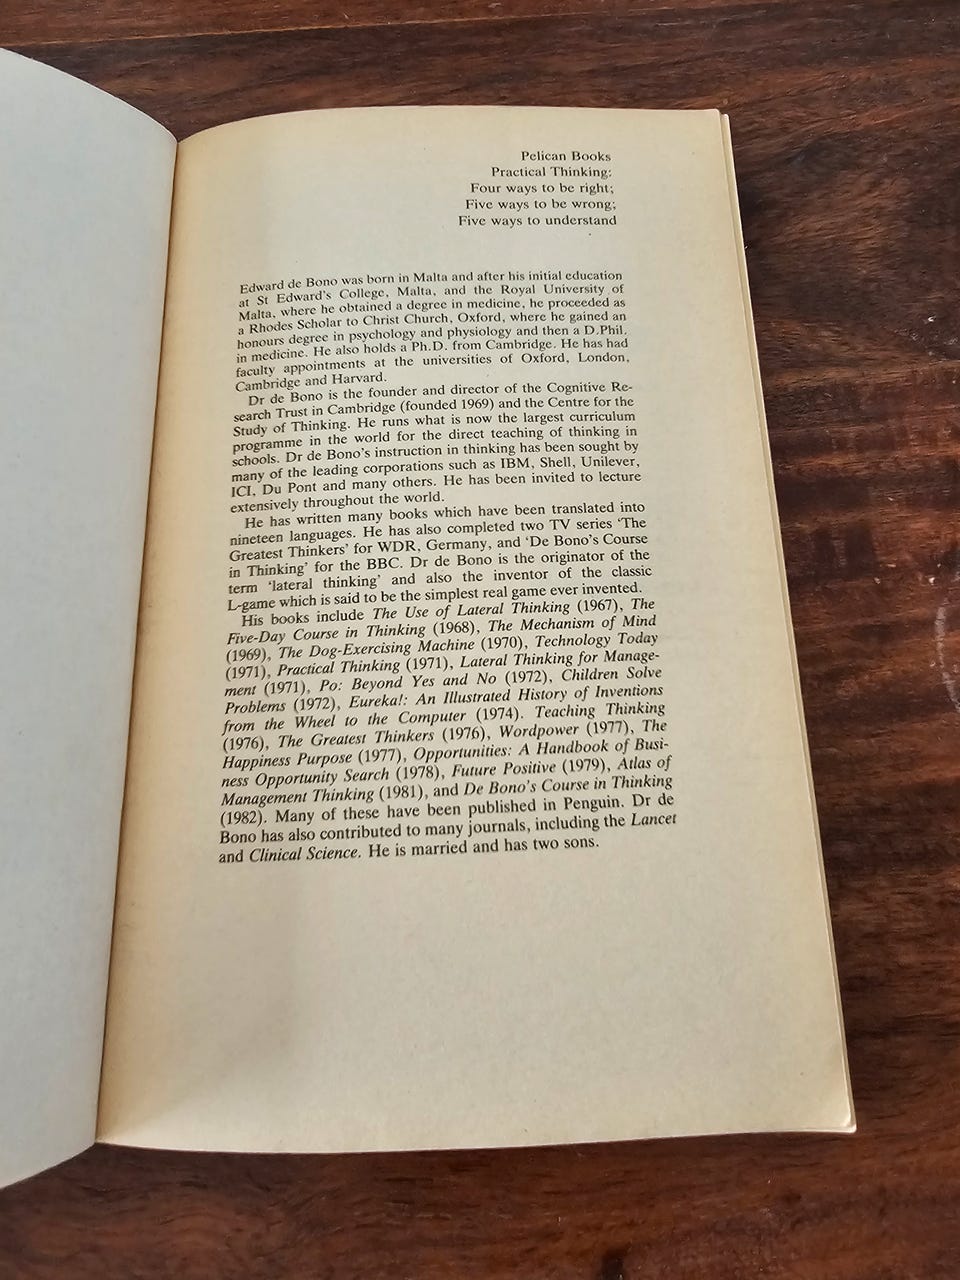 Pelican Books
Practical Thinking:
Four ways to be right;
Five ways to be wrong;
Five ways to understand
Edward de Bono was born in Malta and after his initial education
at St Edward's College, Malta, and the Royal University of
Malta, where he obtained a degree in medicine, he proceeded as
a Rhodes Scholar to Christ Church, Oxford, where he gained an
honours degree in psychology and physiology and then a D.Phil.
in medicine. He also holds a Ph.D. from Cambridge. He has had
faculty appointments at the universities of Oxford, London,
Cambridge and Harvard.
Dr de Bono is the founder and director of the Cognitive Re-
search Trust in Cambridge (founded 1969) and the Centre for the
Study of Thinking. He runs what is now the largest curriculum
programme in the world for the direct teaching of thinking in
schools. Dr de Bono's instruction in thinking has been sought by
many of the leading corporations such as IBM, Shell, Unilever,
ICI, Du Pont and many others. He has been invited to lecture
extensively throughout the world.
He has written many books which have been translated into
nineteen languages. He has also completed two TV series 'The
Greatest Thinkers' for WDR, Germany, and 'De Bono's Course
in Thinking' for the BBC. Dr de Bono is the originator of the
term 'lateral thinking' and also the inventor of the classic
L-game which is said to be the simplest real game ever invented.
His books include The Use of Lateral Thinking (1967), The
Five-Day Course in Thinking (1968), The Mechanism of Mind
(1969), The Dog-Exercising Machine (1970), Technology Today
(1971), Practical Thinking (1971), Lateral Thinking for Manage-
ment (1971), Po: Beyond Yes and No (1972), Children Solve
Problems (1972), Eureka!: An Illustrated History of Inventions
from the Wheel to the Computer (1974). Teaching Thinking
(1976), The Greatest Thinkers (1976), Wordpower (1977), The
Happiness Purpose (1977), Opportunities: A Handbook of Busi-
ness Opportunity Search (1978), Future Positive (1979), Atlas of
Management Thinking (1981), and De Bono's Course in Thinking
(1982). Many of these have been published in Penguin. Dr de
Bono has also contributed to many journals, including the Lancet
and Clinical Science. He is married and has two sons.